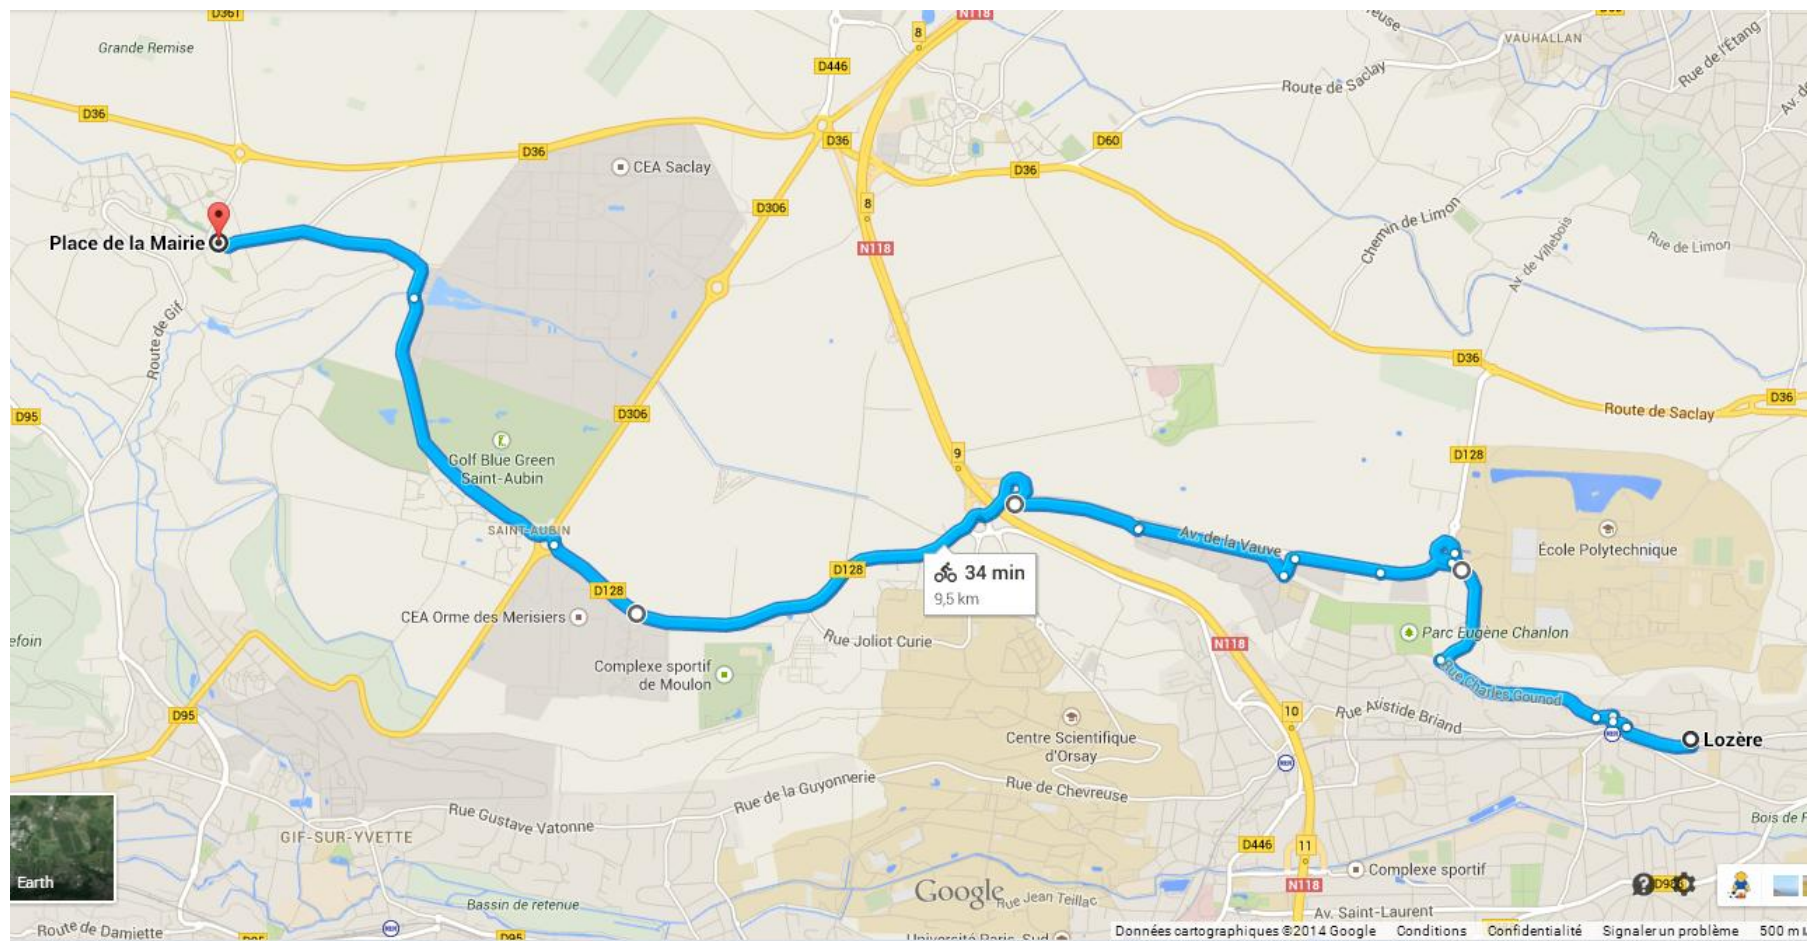 D361
N118
Grande Remise
8
D446
VAUHALLAN
Rue de l'Étang
Route de Saclay
D36
D36
D36
D60
CEA Saclay
D36
D306
8
Chemin de Limon
Av. de Villebois
Rue de Limon
Place de la Mairie
N118
Route de Gif
D36
D36
Route de Saclay
D95
D306
9
D128
Golf Blue Green
Saint-Aubin
SAINT-AUBIN
Av. de la Vauve
École Polytechnique
D128
D128
34 min
9,5 km
CEA Orme des Merisiers
Rue Joliot Curie
N118
Parc Eugène Chanlon
Complexe sportif
de Moulon
Rue Charles Gounod
D95
10
Rue Aristide Briand
Centre Scientifique
d'Orsay
Lozère
Rue de la Guyonnerie
Rue de Chevreuse
Rue Gustave Vatonne
GIF-SUR-YVETTE
D446
11
Complexe sportif
Earth
N118
Google
Rue Jean Teillac
Bassin de retenue
Av. Saint-Laurent
Route de Damiette
D95
Données cartographiques ©2014 Google
Conditions
Confidentialité
Signaler un problème
500 m